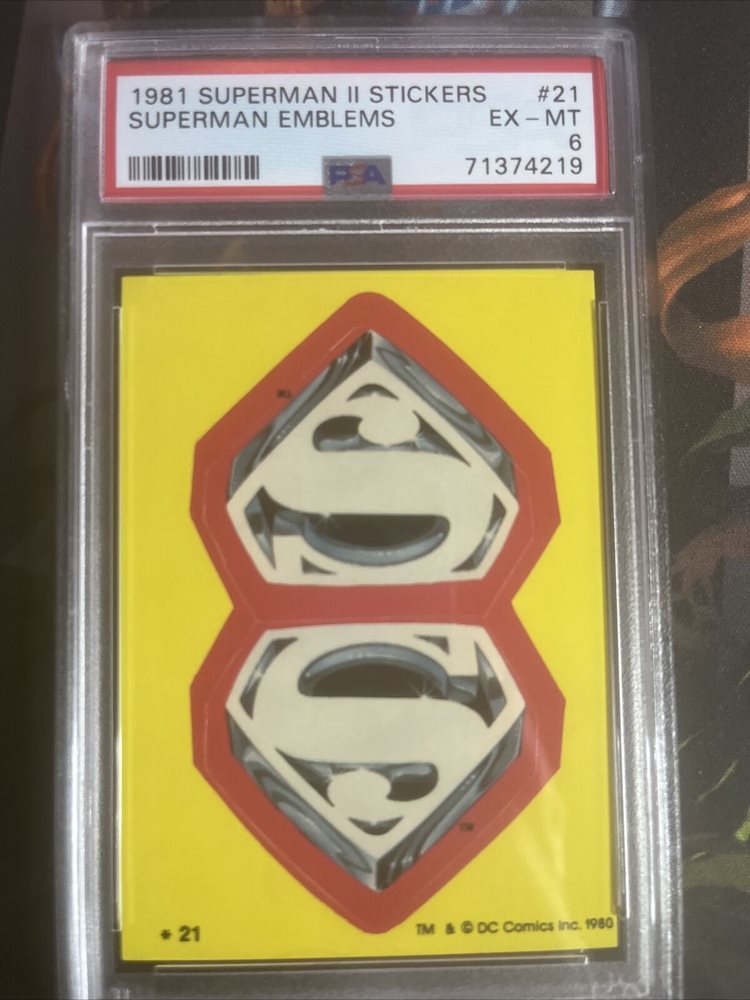 1981 SUPERMAN II STICKERS #21
SUPERMAN EMBLEMS EX - MT
6
PSA 71374219
S
S
TM
* 21 TM & © DC Comics Inc. 1980